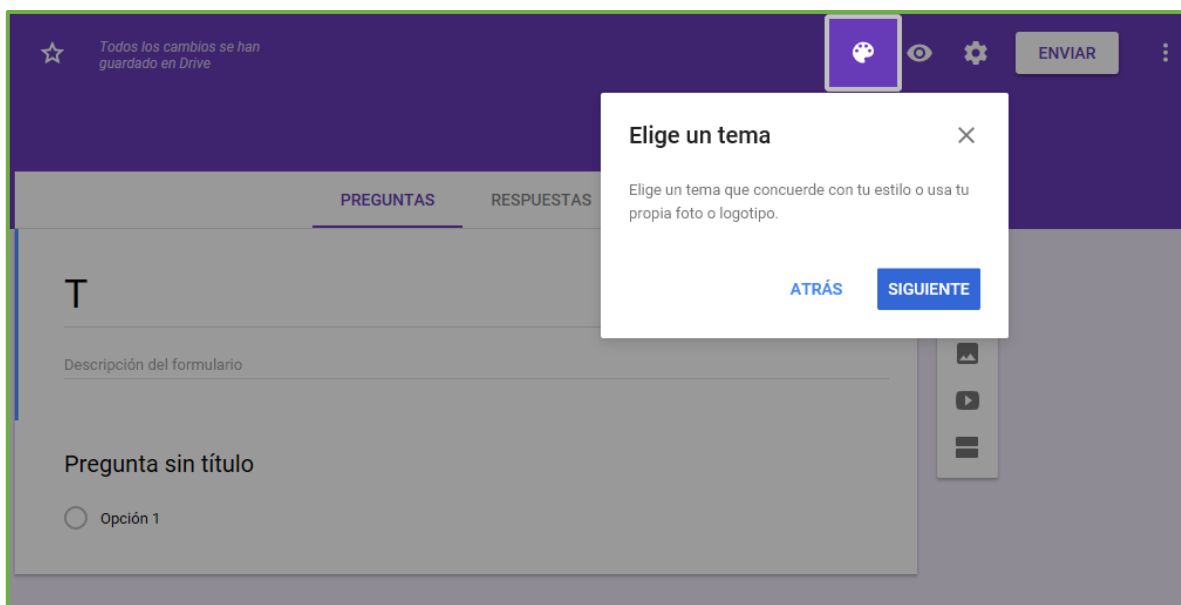 Todos los cambios se han
guardado en Drive
ENVIAR
Elige un tema
Elige un tema que concuerde con tu estilo o usa tu
propia foto o logotipo.
ATRÁS SIGUIENTE
PREGUNTAS RESPUESTAS
T
Descripción del formulario
Pregunta sin título
Opción 1